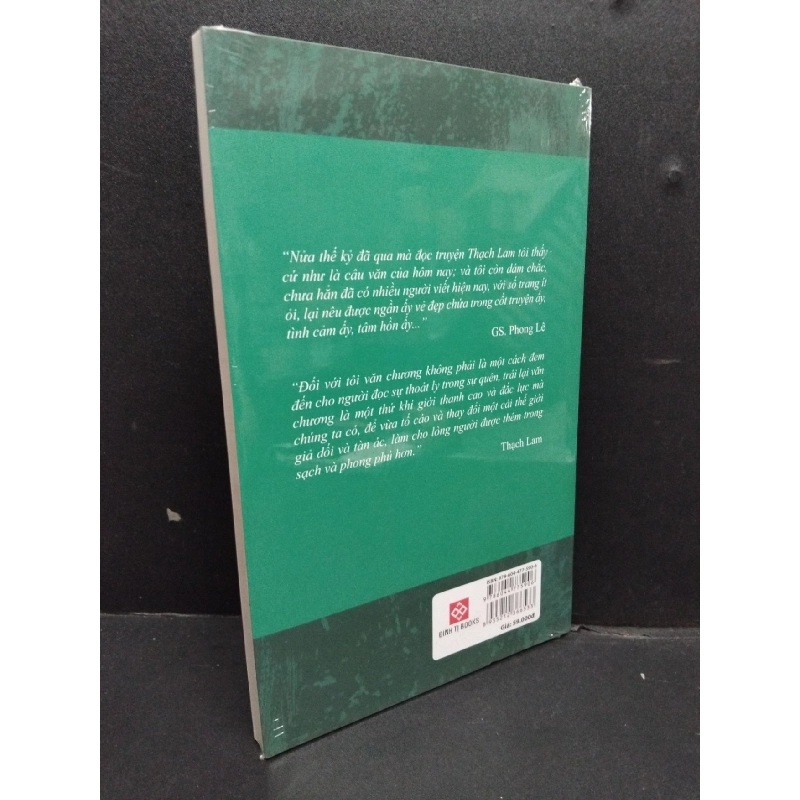 “Nửa thế kỷ đã qua mà đọc truyện Thạch Lam tôi thấy
cứ như là câu văn của hôm nay; và tôi còn dám chắc,
chưa hẳn đã có nhiều người viết hiện nay, với số trang ít
ỏi, lại nêu được ngần ấy vẻ đẹp chứa trong cốt truyện ấy,
tình cảm ấy, tâm hồn ấy...”
GS. Phong Lê
“Đối với tôi văn chương không phải là một cách đem
đến cho người đọc sự thoát ly trong sự quên, trái lại văn
chương là một thứ khí giới thanh cao và đắc lực mà
chúng ta có, để vừa tố cáo và thay đổi một cái thế giới
giả dối và tàn ác, làm cho lòng người được thêm trong
sạch và phong phú hơn.”
Thạch Lam
ĐINH TỊ BOOKS
Giá: 59.000đ